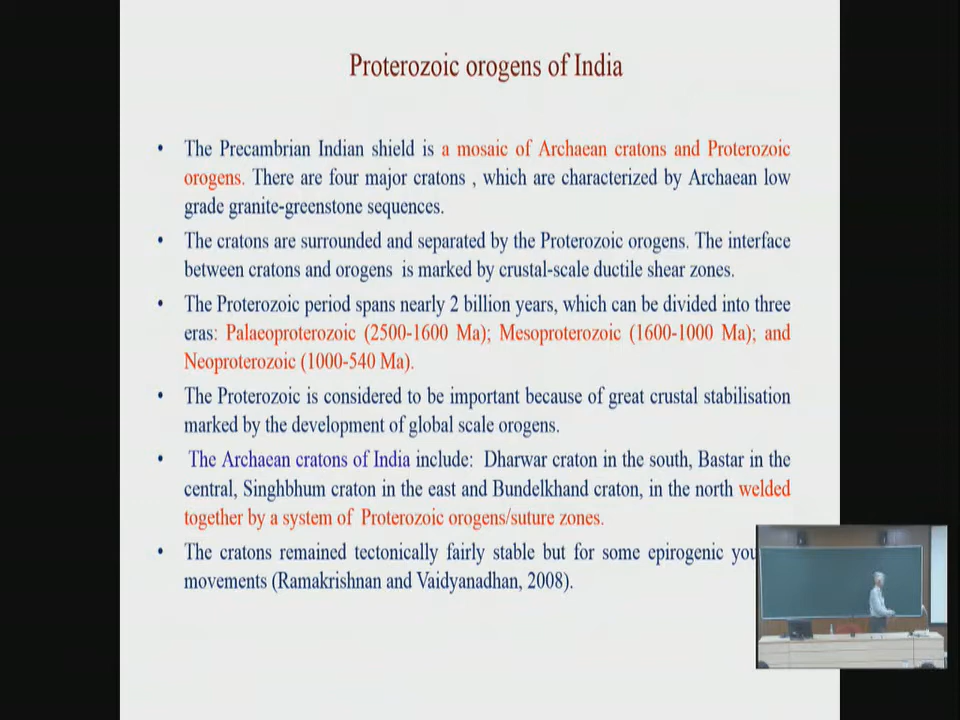 Proterozoic orogens of India
• The Precambrian Indian shield is a mosaic of Archaean cratons and Proterozoic
orogens. There are four major cratons , which are characterized by Archaean low
grade granite-greenstone sequences.
• The cratons are surrounded and separated by the Proterozoic orogens. The interface
between cratons and orogens is marked by crustal-scale ductile shear zones.
• The Proterozoic period spans nearly 2 billion years, which can be divided into three
eras: Palaeoproterozoic (2500-1600 Ma); Mesoproterozoic (1600-1000 Ma); and
Neoproterozoic (1000-540 Ma).
• The Proterozoic is considered to be important because of great crustal stabilisation
marked by the development of global scale orogens.
• The Archaean cratons of India include: Dharwar craton in the south, Bastar in the
central, Singhbhum craton in the east and Bundelkhand craton, in the north welded
together by a system of Proterozoic orogens/suture zones.
• The cratons remained tectonically fairly stable but for some epirogenic
movements (Ramakrishnan and Vaidyanadhan, 2008).